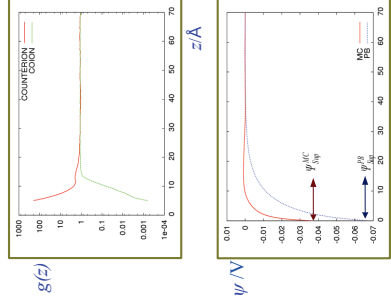 COUNTERION
COION
1000
100
10
1
0.1
0.01
0.001
1e-04
0 10 20 30 40 50 60 70
g(z)
z/Å
MC
PB
0.01
0
-0.01
-0.02
-0.03
-0.04
-0.05
-0.06
-0.07
0 10 20 30 40 50 60 70
ψ/V
Ψ MC Sup
Ψ PB Sup